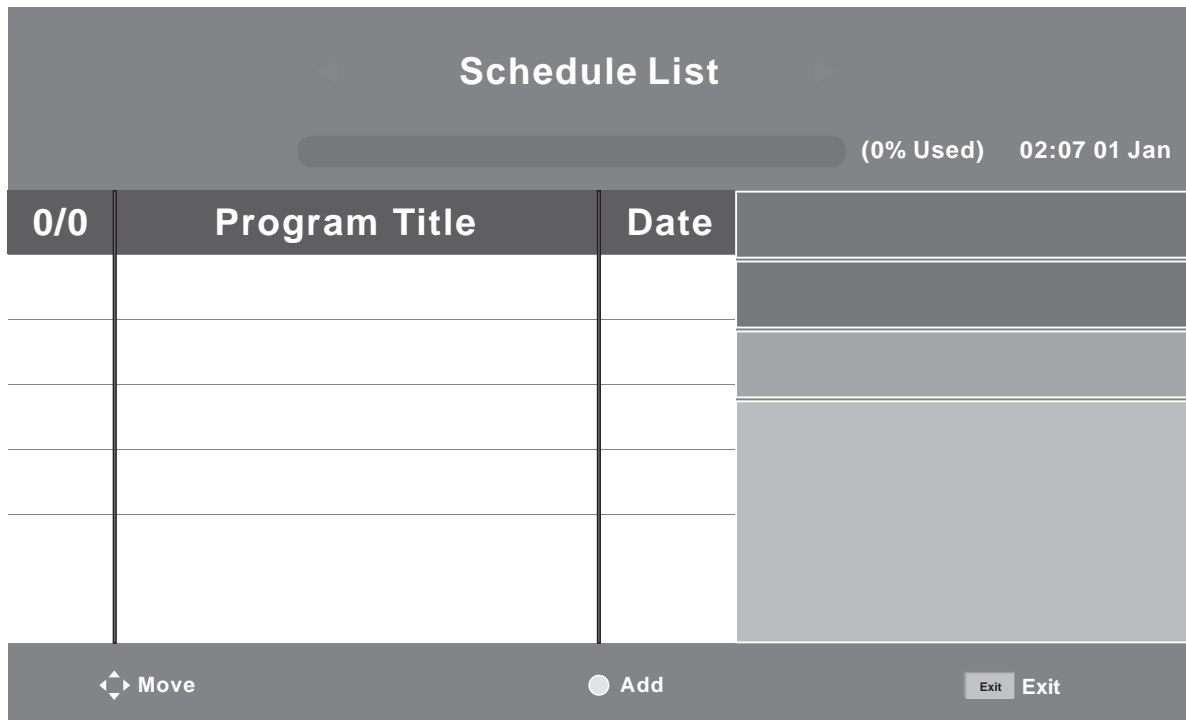 Schedule List
(0% Used) 02:07 01 Jan
0/0 Program Title Date
Move Add Exit Exit